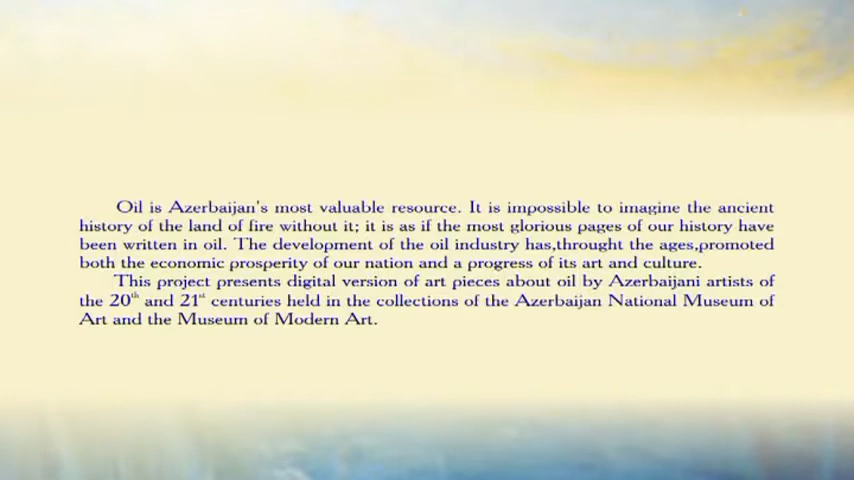 Oil is Azerbaijan's most valuable resource. It is impossible to imagine the ancient
history of the land of fire without it; it is as if the most glorious pages of our history have
been written in oil. The development of the oil industry has,throught the ages,promoted
both the economic prosperity of our nation and a progress of its art and culture.
This project presents digital version of art pieces about oil by Azerbaijani artists of
the 20th and 21st centuries held in the collections of the Azerbaijan National Museum of
Art and the Museum of Modern Art.